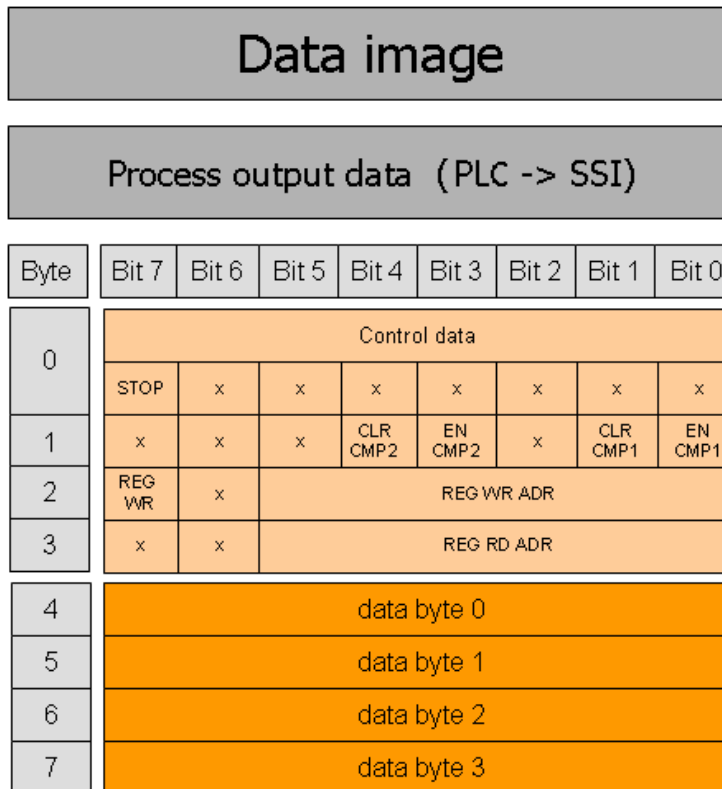 Data image
Process output data (PLC -> SSI)
Byte Bit 7 Bit 6 Bit 5 Bit 4 Bit 3 Bit 2 Bit 1 Bit 0
0
Control data
STOP x x x x x x x
1 x x x CLR CMP2 EN CMP2 x CLR CMP1 EN CMP1
2 REG WR x REG WR ADR
3 x x REG RD ADR
4 data byte 0
5 data byte 1
6 data byte 2
7 data byte 3